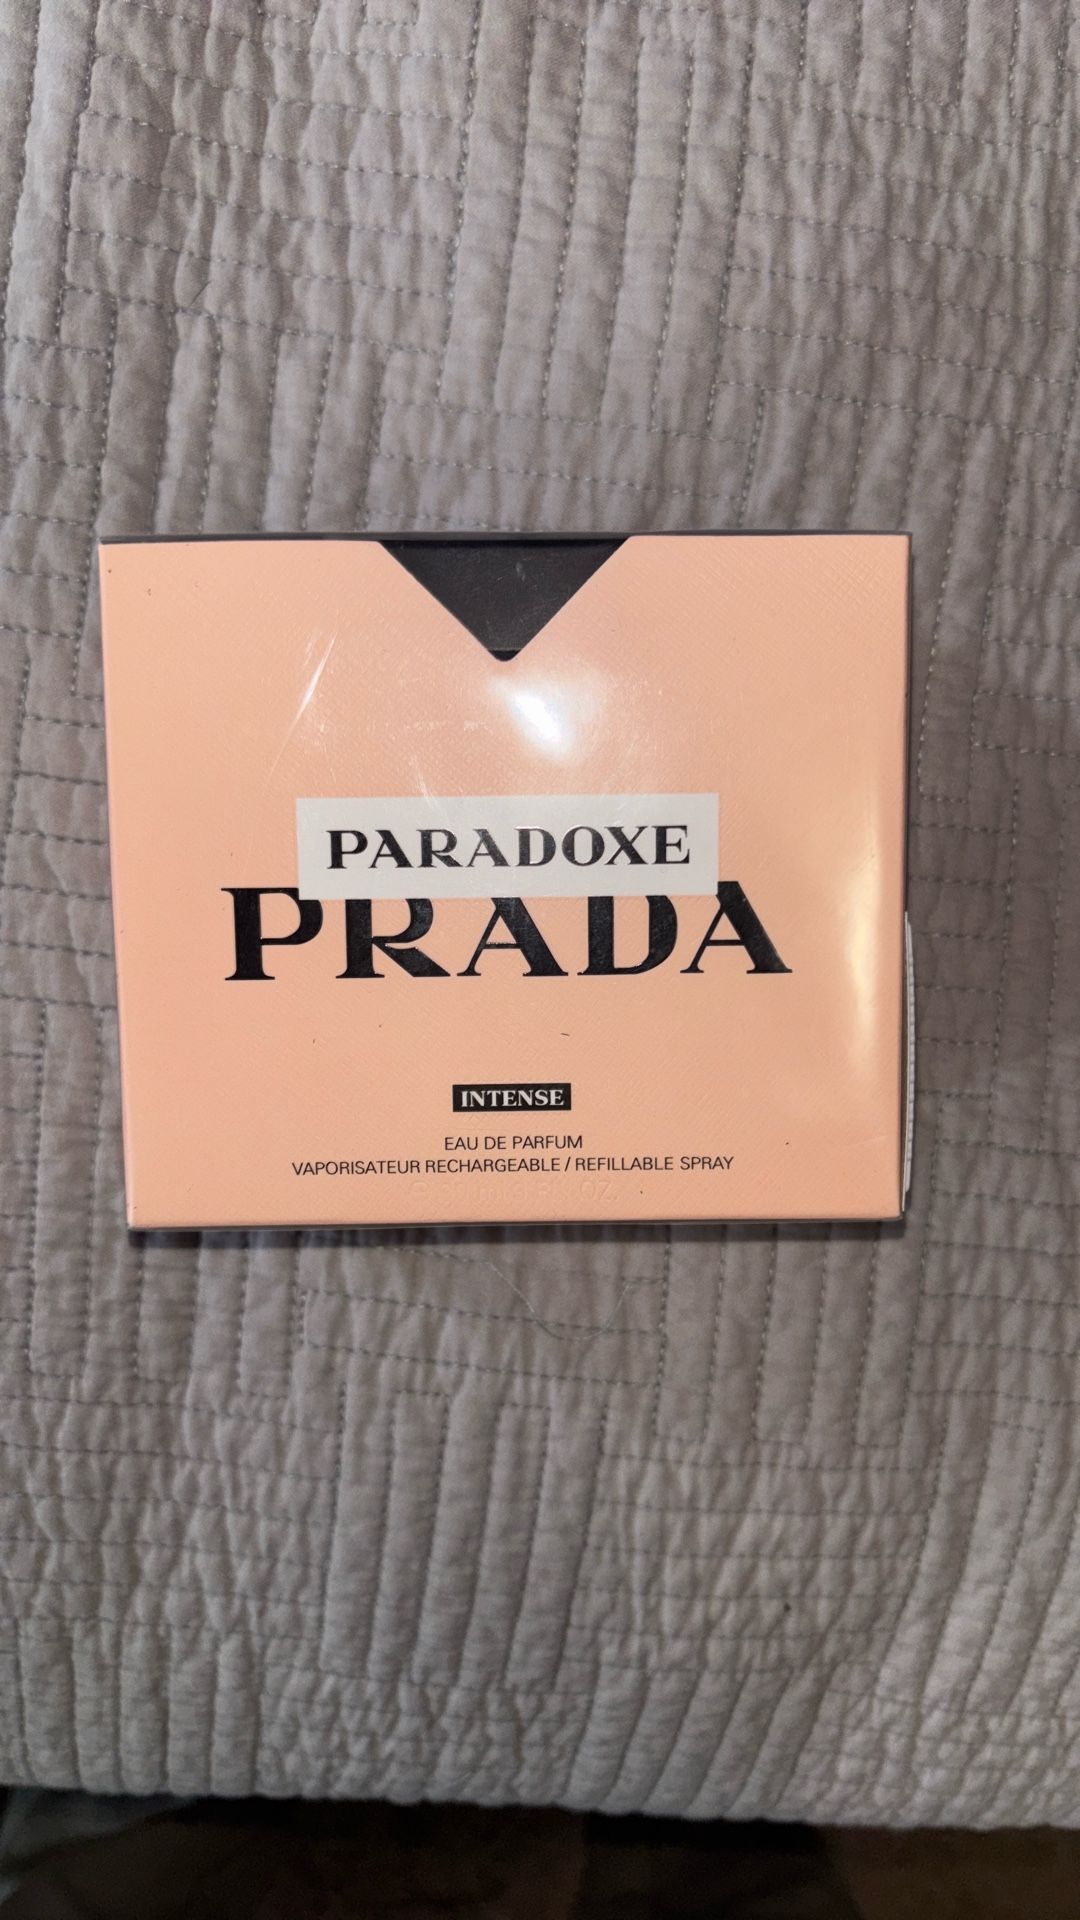 PARADOXE
PRADA
INTENSE
EAU DE PARFUM
VAPORISATEUR RECHARGEABLE / REFILLABLE SPRAY